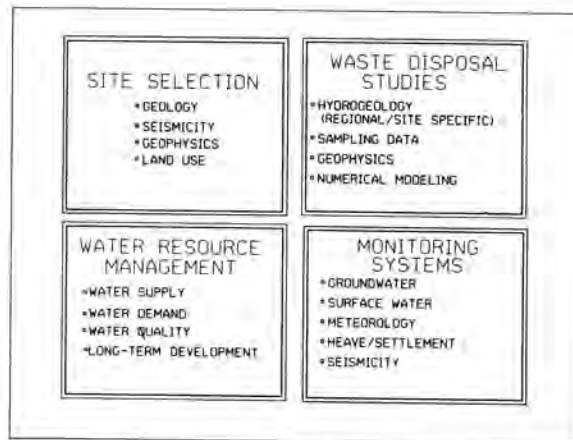 SITE SELECTION
•GEOLOGY
•SEISMICITY
•GEOPHYSICS
•LAND USE
WASTE DISPOSAL
STUDIES
•HYDROGEOLOGY
(REGIONAL/SITE SPECIFIC)
•SAMPLING DATA
•GEOPHYSICS
•NUMERICAL MODELING
WATER RESOURCE
MANAGEMENT
•WATER SUPPLY
•WATER DEMAND
•WATER QUALITY
•LONG-TERM DEVELOPMENT
MONITORING
SYSTEMS
•GROUNDWATER
•SURFACE WATER
•METEOROLOGY
•HEAVE/SETTLEMENT
•SEISMICITY